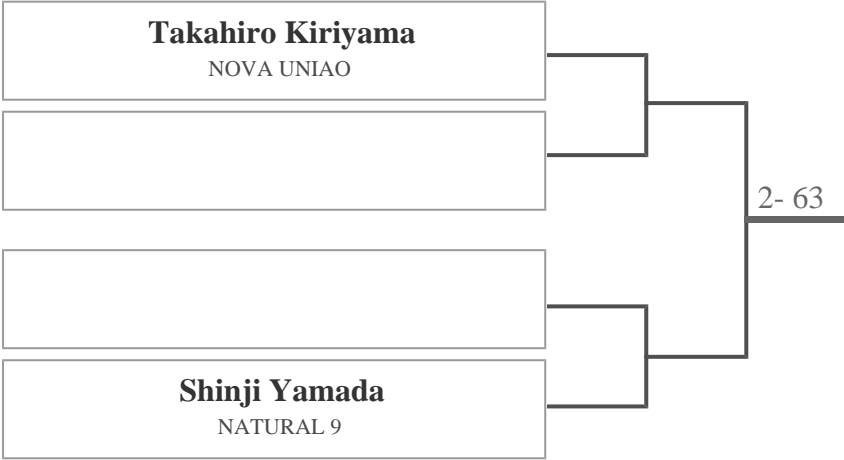 Takahiro Kiriyama
NOVA UNIAO
2- 63
Shinji Yamada
NATURAL 9